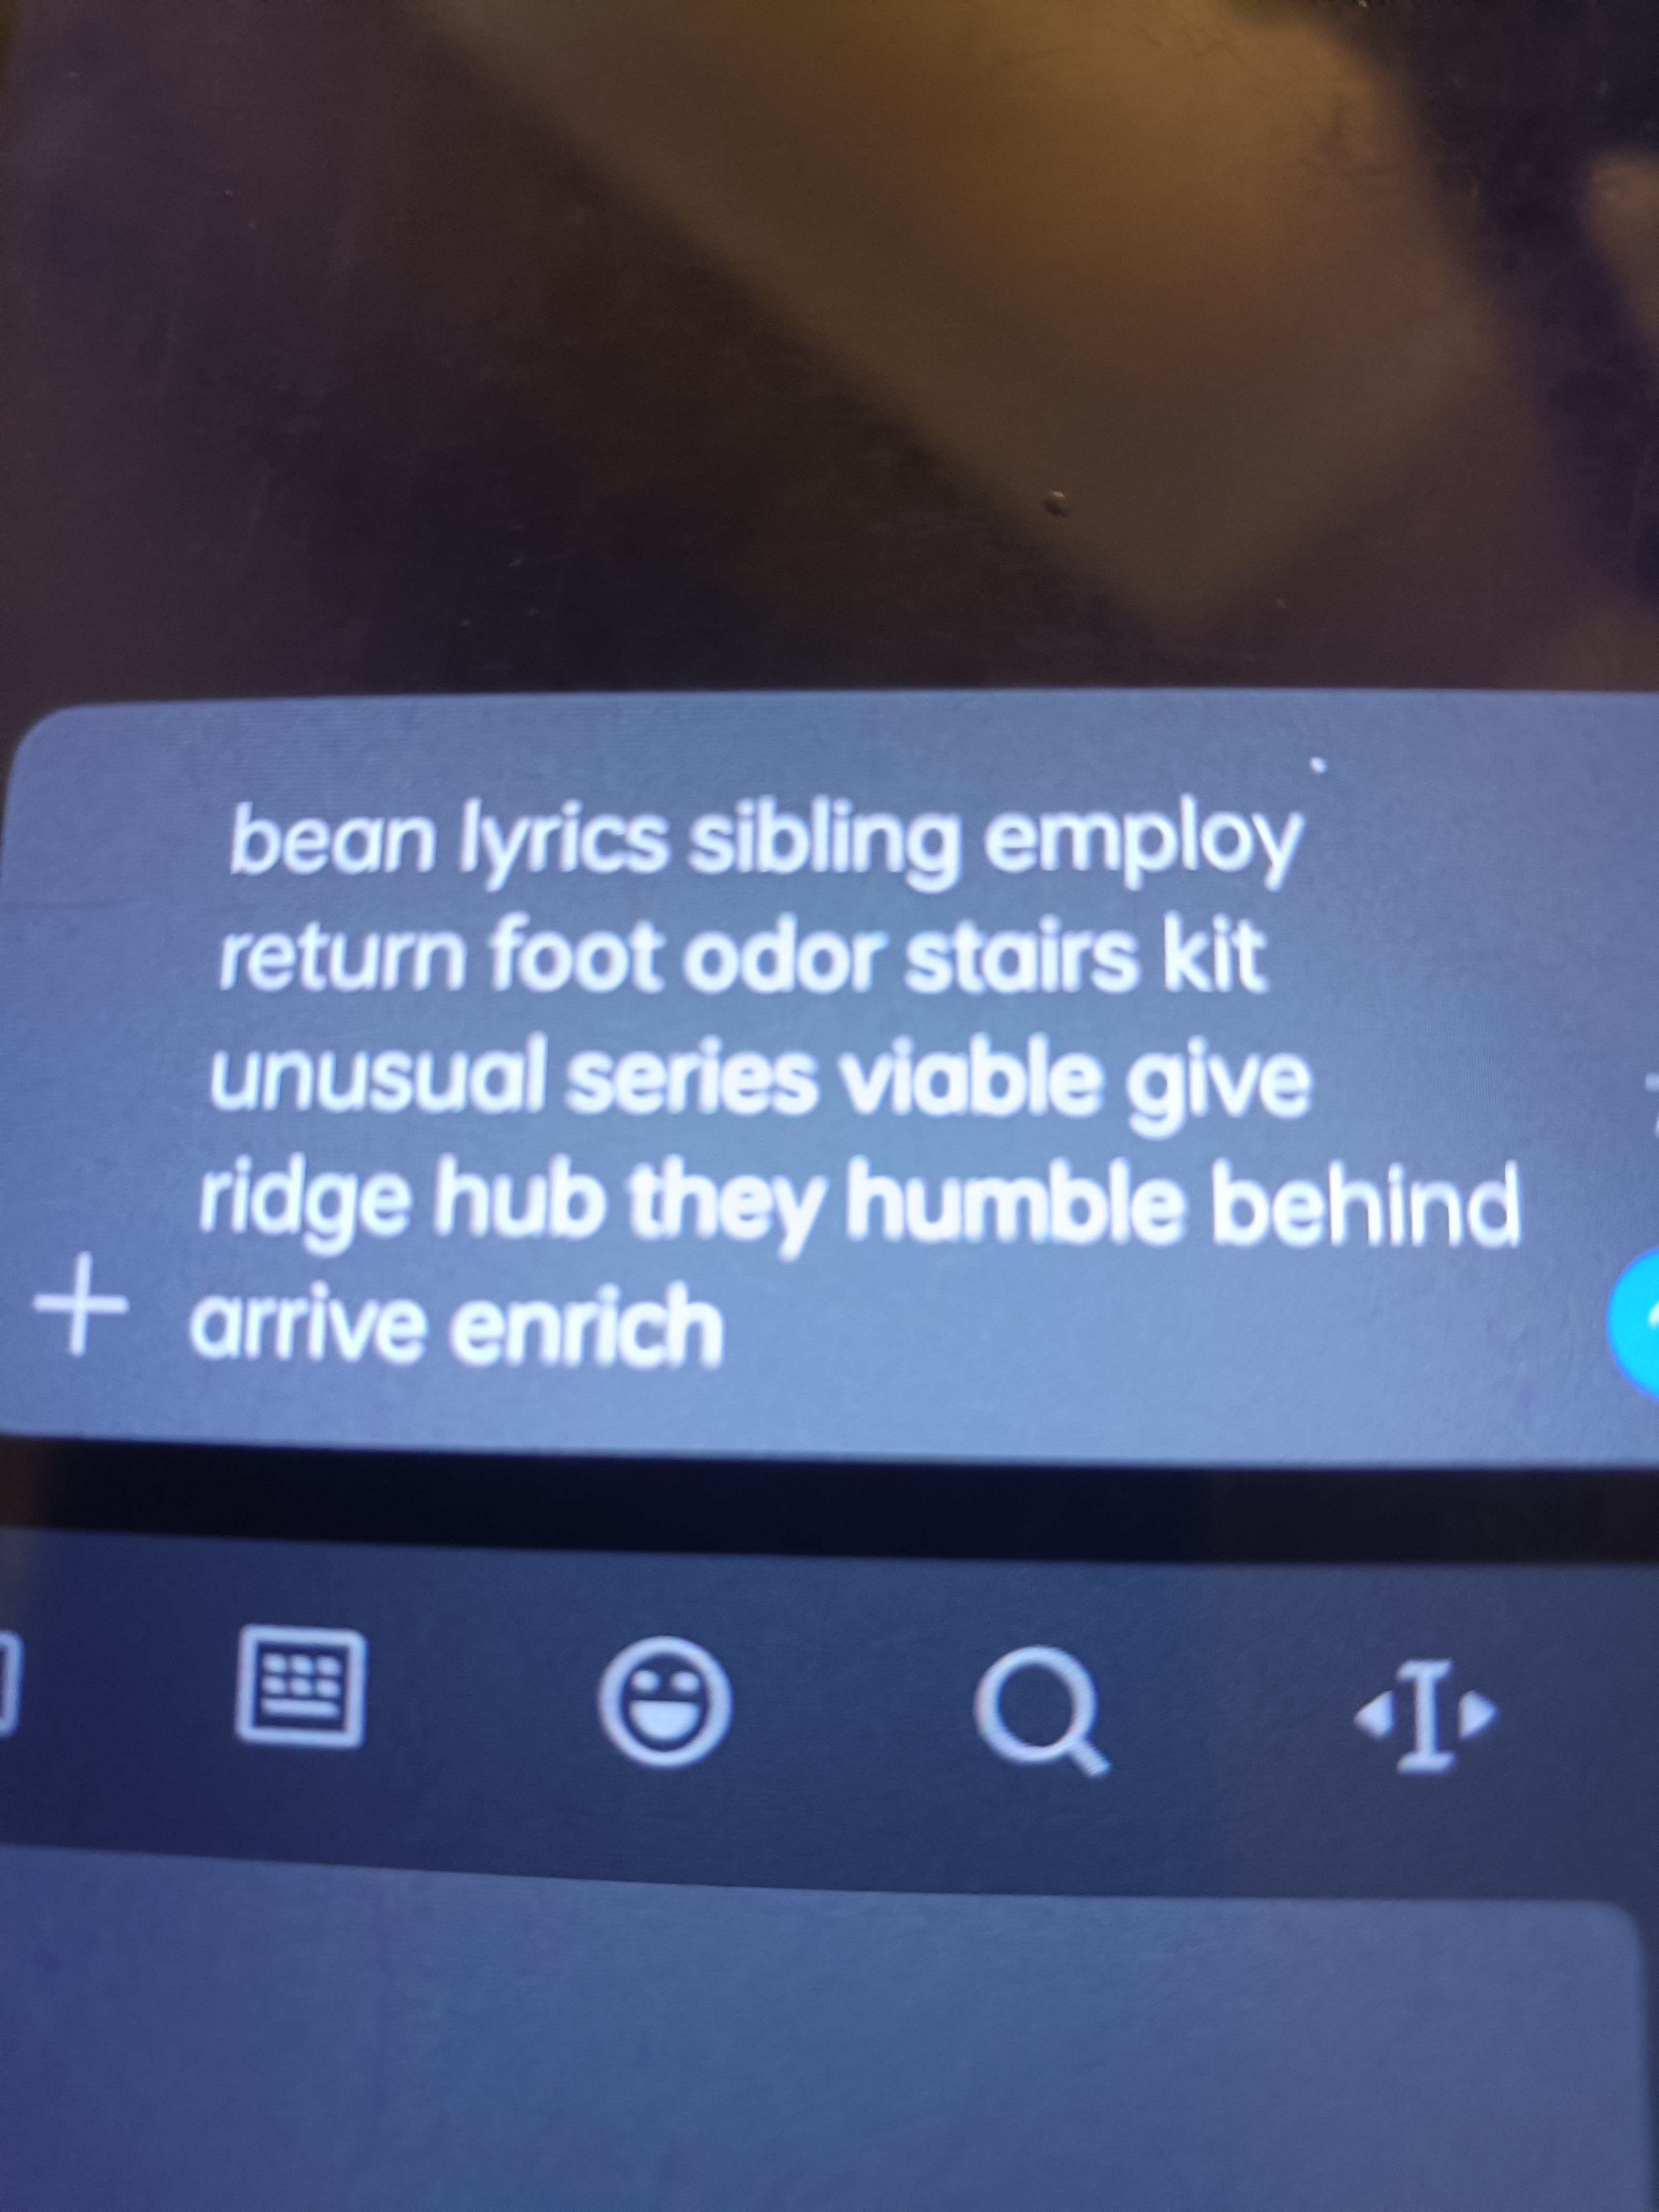 bean lyrics sibling employ
return foot odor stairs kit
unusual series viable give
ridge hub they humble behind
arrive enrich